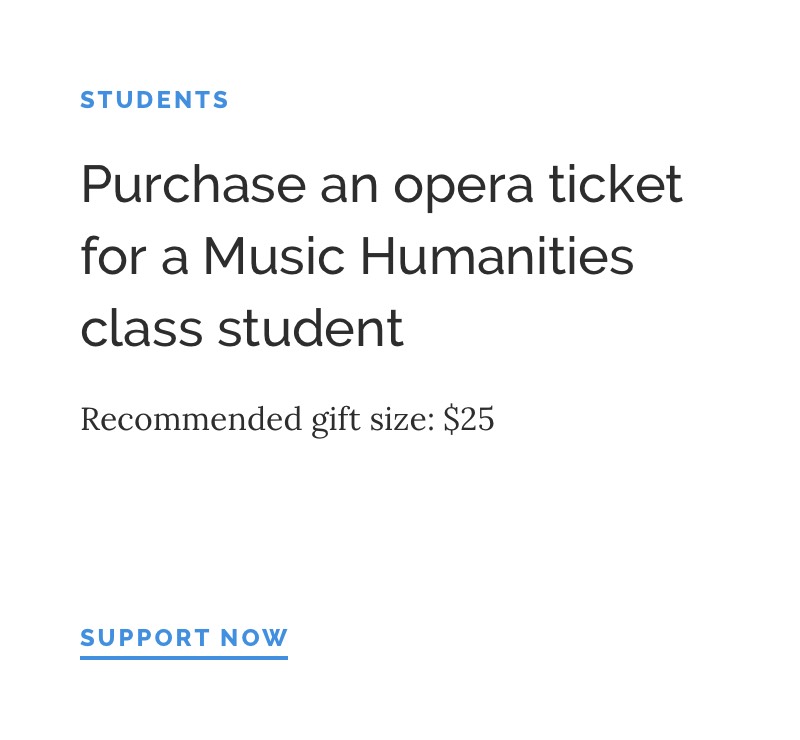 STUDENTS
Purchase an opera ticket
for a Music Humanities
class student
Recommended gift size: $25
SUPPORT NOW